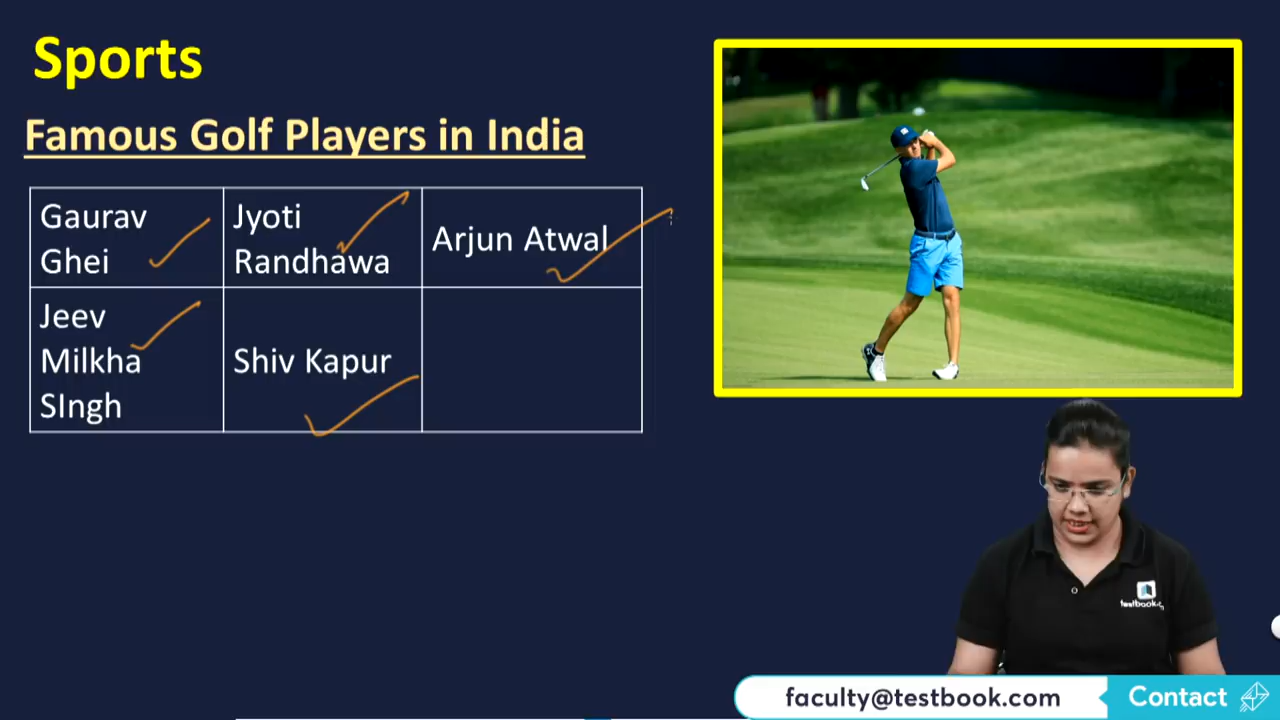 Sports
Famous Golf Players in India
Gaurav
Ghei
Jyoti
Randhawa
Arjun Atwal
Jeev
Milkha
SIngh
Shiv Kapur
faculty@testbook.com
Contact